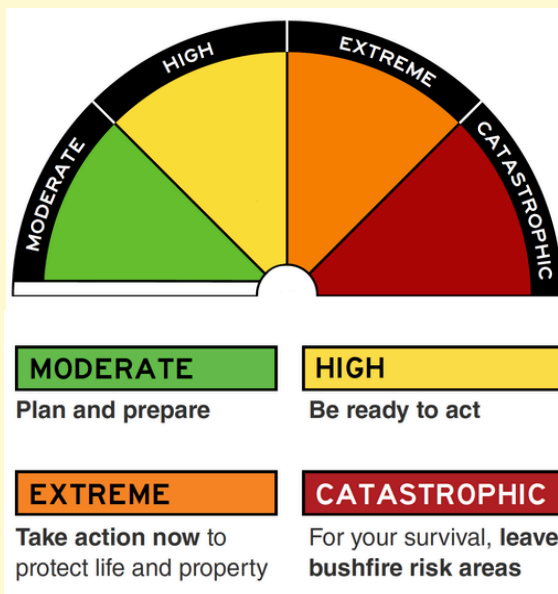 MODERATE
HIGH
EXTREME
CATASTROPHIC
MODERATE
HIGH
Plan and prepare
Be ready to act
EXTREME
CATASTROPHIC
Take action now to
protect life and property
For your survival, leave
bushfire risk areas